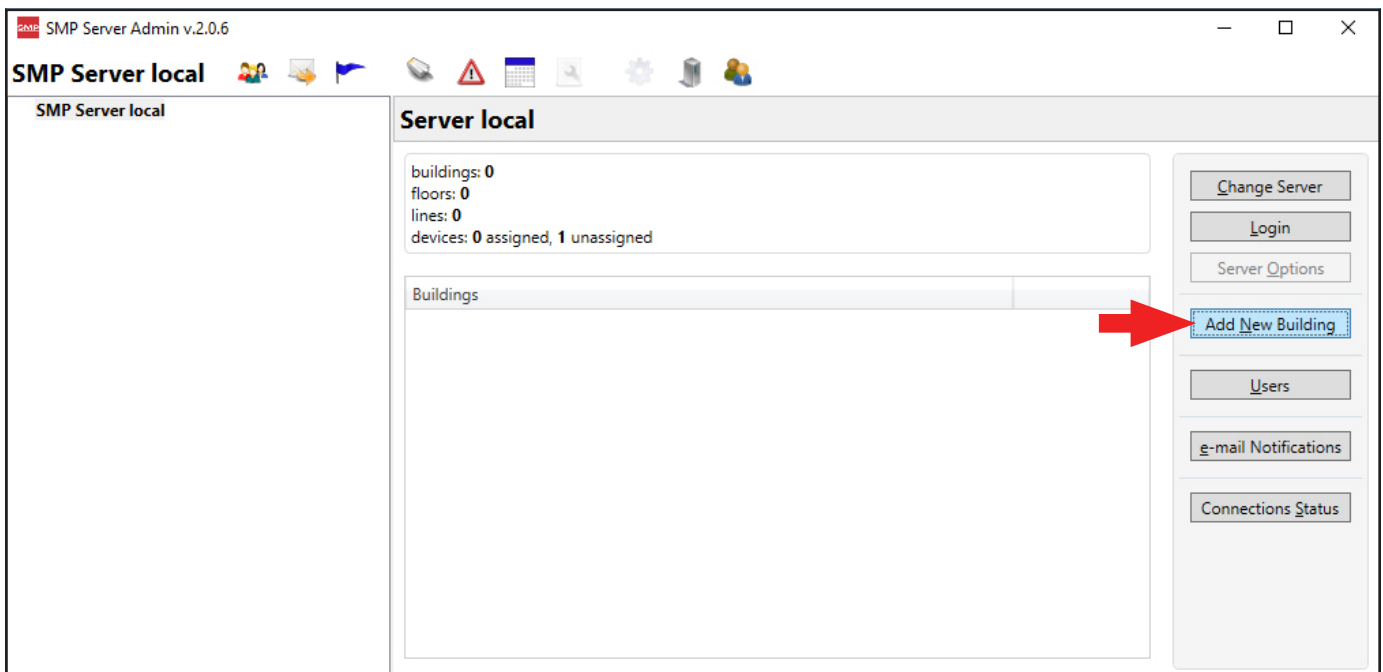 SMP SMP Server Admin v.2.0.6
SMP Server local
SMP Server local
Server local
buildings: 0
floors: 0
lines: 0
devices: 0 assigned, 1 unassigned
Buildings
Change Server
Login
Server Options
Add New Building
Users
e-mail Notifications
Connections Status